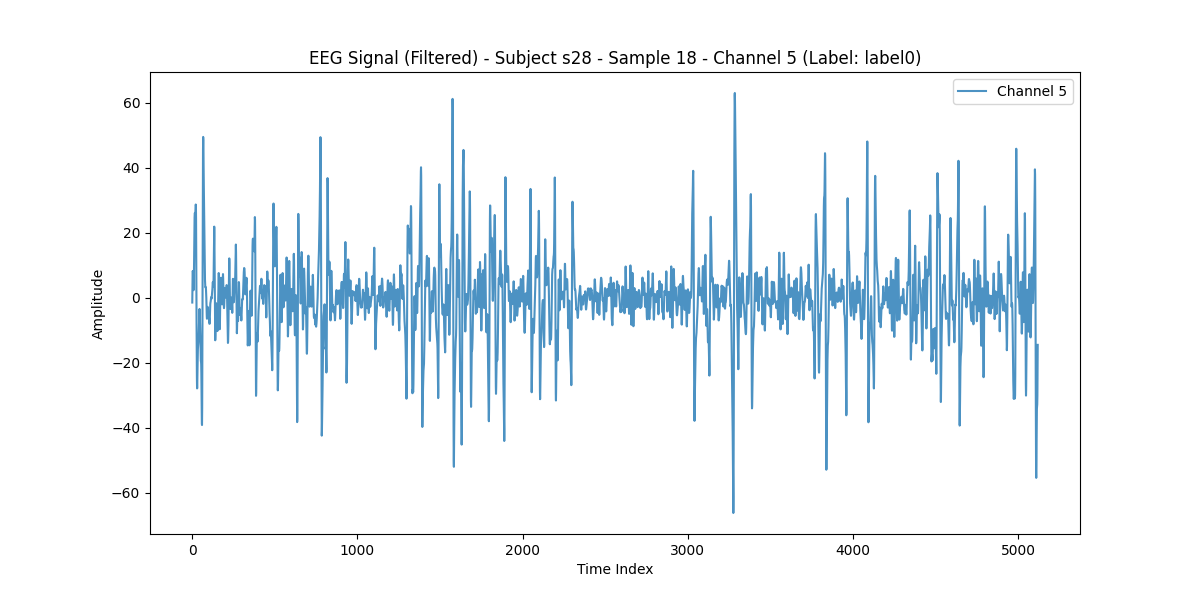 EEG Signal (Filtered) - Subject s28 - Sample 18 - Channel 5 (Label: label0)
Channel 5
60
40
20
0
−20
−40
−60
Amplitude
0 1000 2000 3000 4000 5000
Time Index